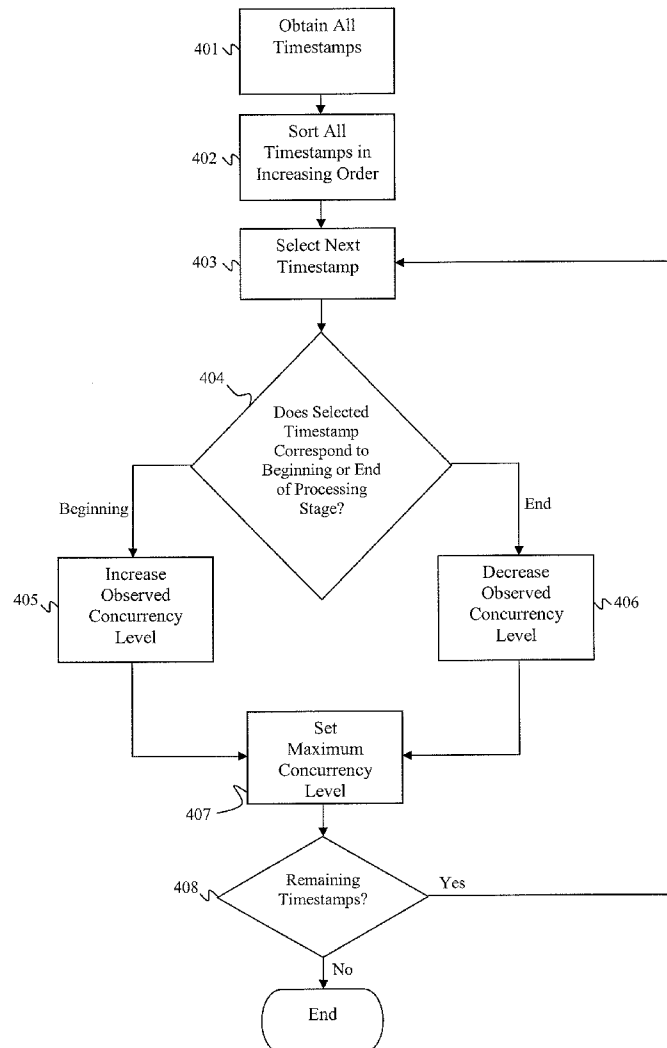 Obtain All
Timestamps
401
Sort All
Timestamps in
Increasing Order
402
Select Next
Timestamp
403
404
Does Selected
Timestamp
Correspond to
Beginning or End
of Processing
Stage?
Beginning
End
Increase
Observed
Concurrency
Level
405
Decrease
Observed
Concurrency
Level
406
Set
Maximum
Concurrency
Level
407
408
Remaining
Timestamps?
Yes
No
End